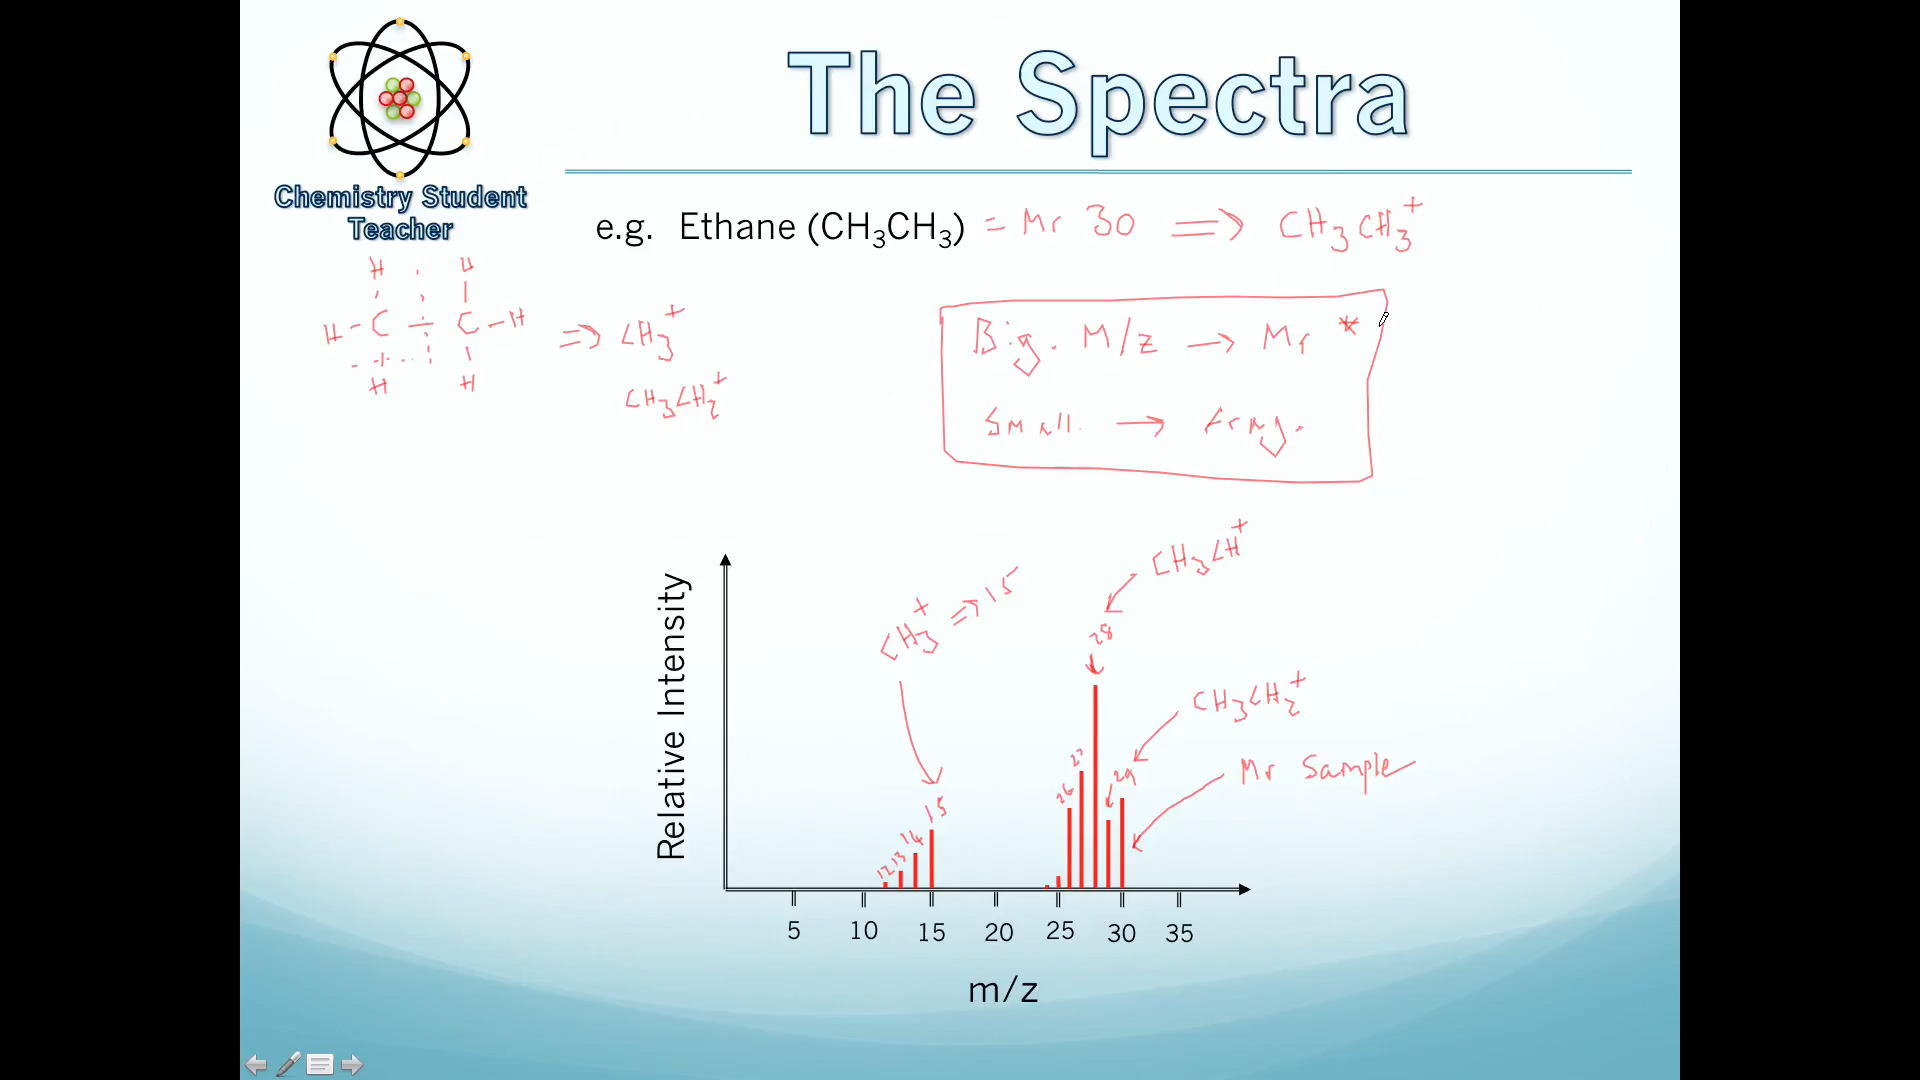 The Spectra
Chemistry Student
Teacher
e.g. Ethane (CH₃CH₃) = Mr 30 ⇒ CH₃CH₃⁺
H H
H - C - C - H ⇒ CH₃⁺
H H
CH₃CH₂⁺
Big. M/z → Mr *
Small. → Frag.
CH₃CH⁺
CH₃⁺ ⇒ 15
28
CH₃CH₂⁺
27
29
Mr Sample
26
15
14
13
12
Relative Intensity
5 10 15 20 25 30 35
m/z